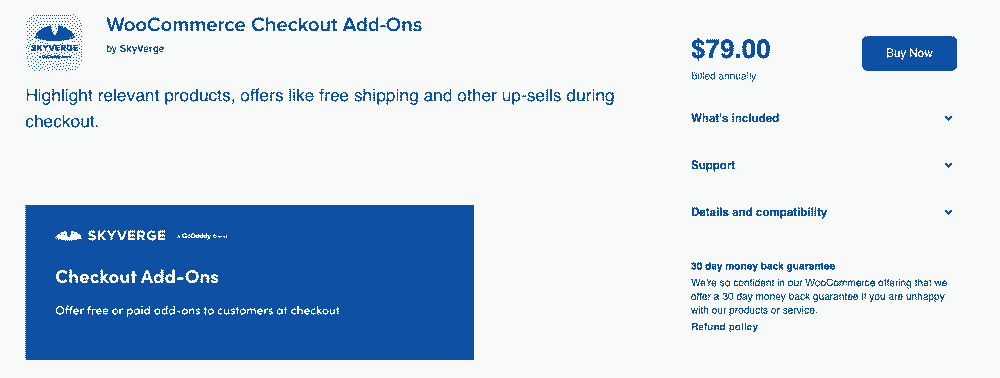 SKYVERGE
WooCommerce Checkout Add-Ons
by SkyVerge
Highlight relevant products, offers like free shipping and other up-sells during
checkout.
SKYVERGE a GoDaddy Brand
Checkout Add-Ons
Offer free or paid add-ons to customers at checkout
$79.00
Buy Now
Billed annually
What's included
Support
Details and compatibility
30 day money back guarantee
We're so confident in our WooCommerce offering that we
offer a 30 day money back guarantee if you are unhappy
with our products or service.
Refund policy